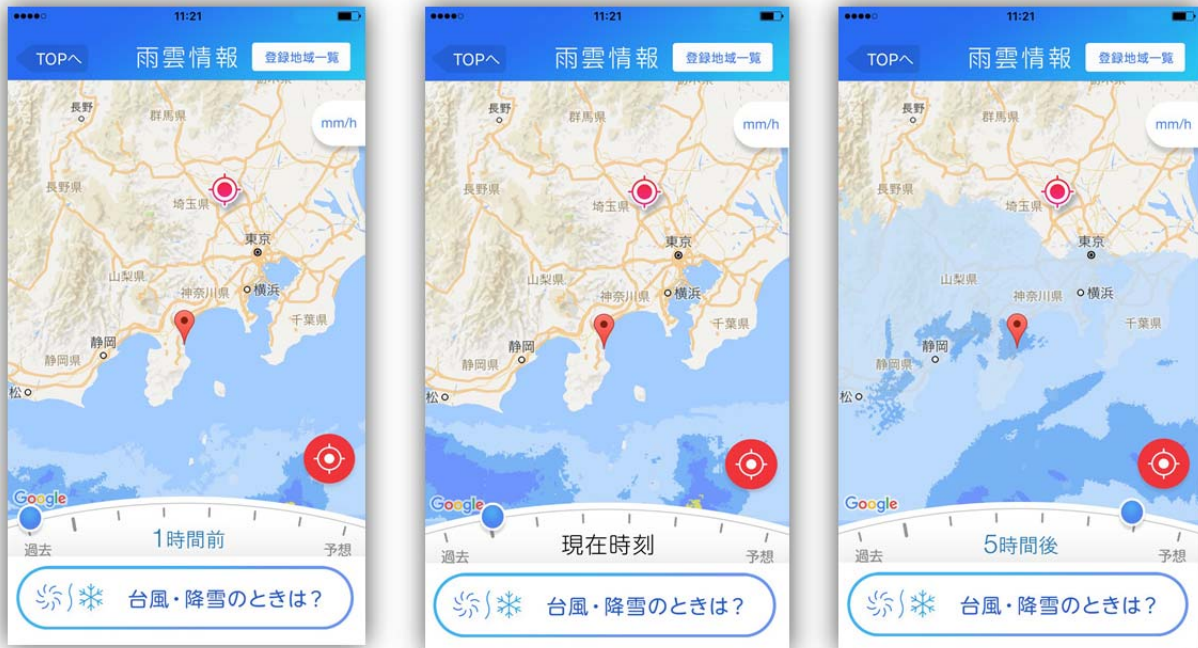 11:21
TOPへ
雨雲情報
登録地域一覧
mm/h
長野
群馬県
長野県
埼玉県
東京
山梨県
神奈川県
横浜
千葉県
静岡
静岡県
松
Google
過去
1時間前
予想
台風・降雪のときは？
11:21
TOPへ
雨雲情報
登録地域一覧
mm/h
長野
群馬県
長野県
埼玉県
東京
山梨県
神奈川県
横浜
千葉県
静岡
静岡県
松
Google
過去
現在時刻
予想
台風・降雪のときは？
11:21
TOPへ
雨雲情報
登録地域一覧
mm/h
長野
群馬県
長野県
埼玉県
東京
山梨県
神奈川県
横浜
千葉県
静岡
静岡県
松
Google
過去
5時間後
予想
台風・降雪のときは？